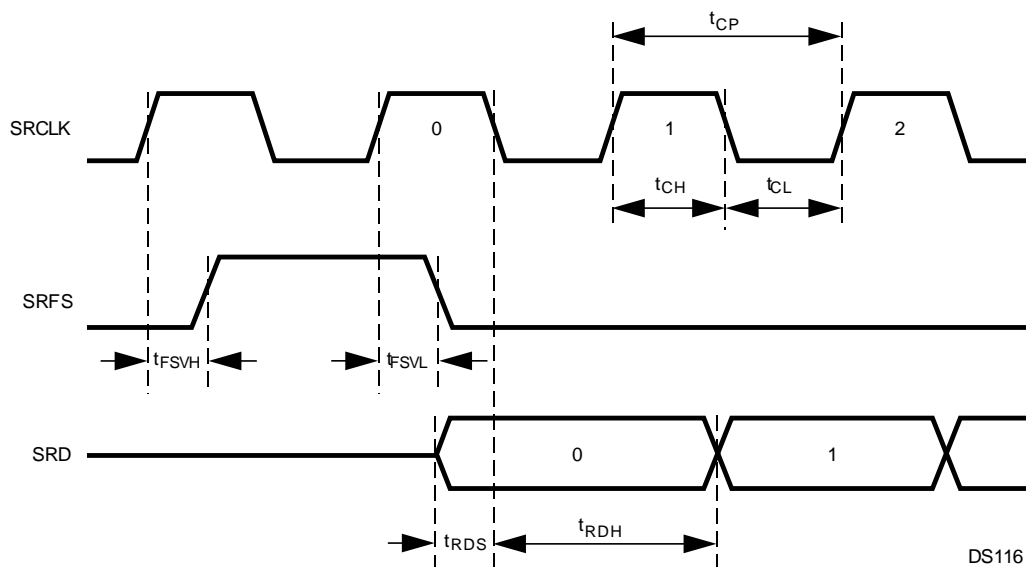 tCP
SRCLK
0
1
2
tCH
tCL
SRFS
tFSVH
tFSVL
SRD
0
1
tRDS
tRDH
DS116